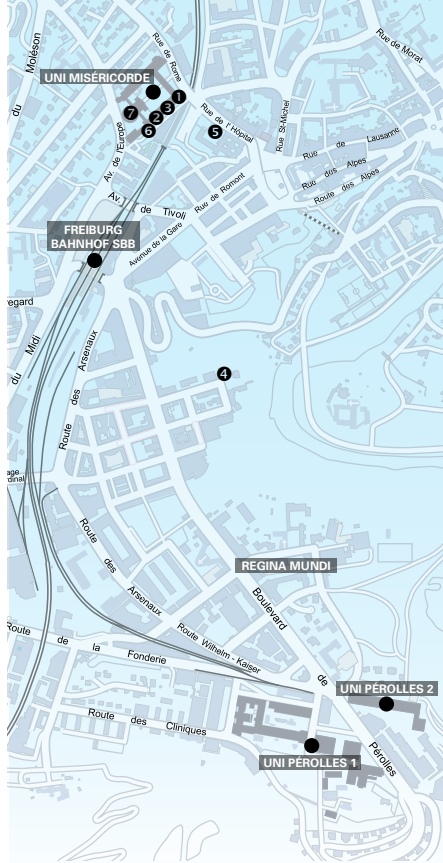 du Moléson
Rue de Rome
Rue de Morat
UNI MISÉRICORDE
1
3
2
7
6
5
Rue de l'Hôpital
Rue St-Michel
Rue de Lausanne
Av. de l'Europe
Rue des Alpes
Route des Alpes
Av. de Tivoli
Rue de Romont
Avenue de la Gare
FREIBURG
BAHNHOF SBB
regard
du Midi
Route des Arsenaux
4
age
dinal
Route des Arsenaux
REGINA MUNDI
Boulevard de Pérolles
Route Wilhelm - Kaiser
Route de la Fonderie
UNI PÉROLLES 2
Route des Cliniques
UNI PÉROLLES 1